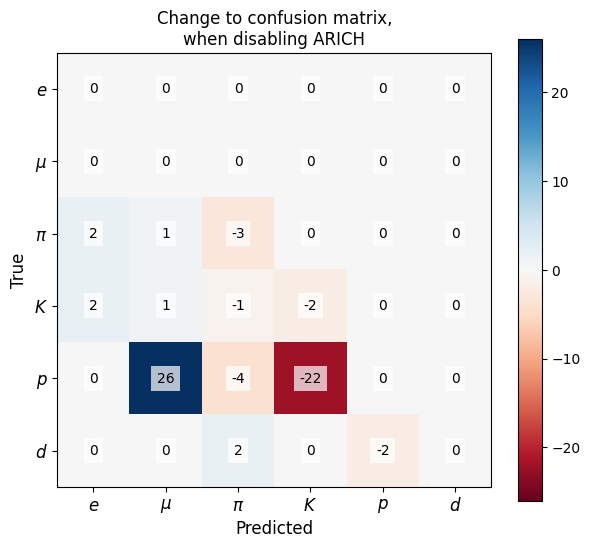 Change to confusion matrix,
when disabling ARICH
True
e 0 0 0 0 0 0
μ 0 0 0 0 0 0
π 2 1 -3 0 0 0
K 2 1 -1 -2 0 0
p 0 26 -4 -22 0 0
d 0 0 2 0 -2 0
e μ π K p d
Predicted
20
10
0
−10
−20